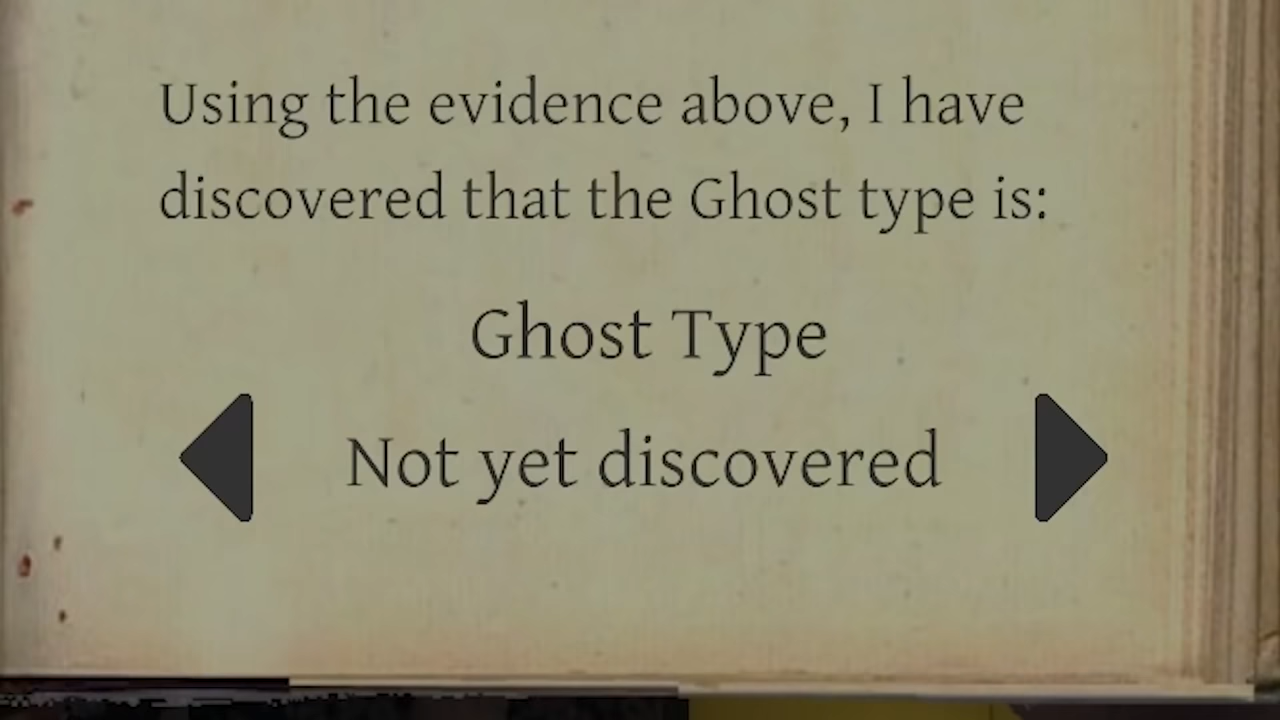 Using the evidence above, I have
discovered that the Ghost type is:
Ghost Type
Not yet discovered